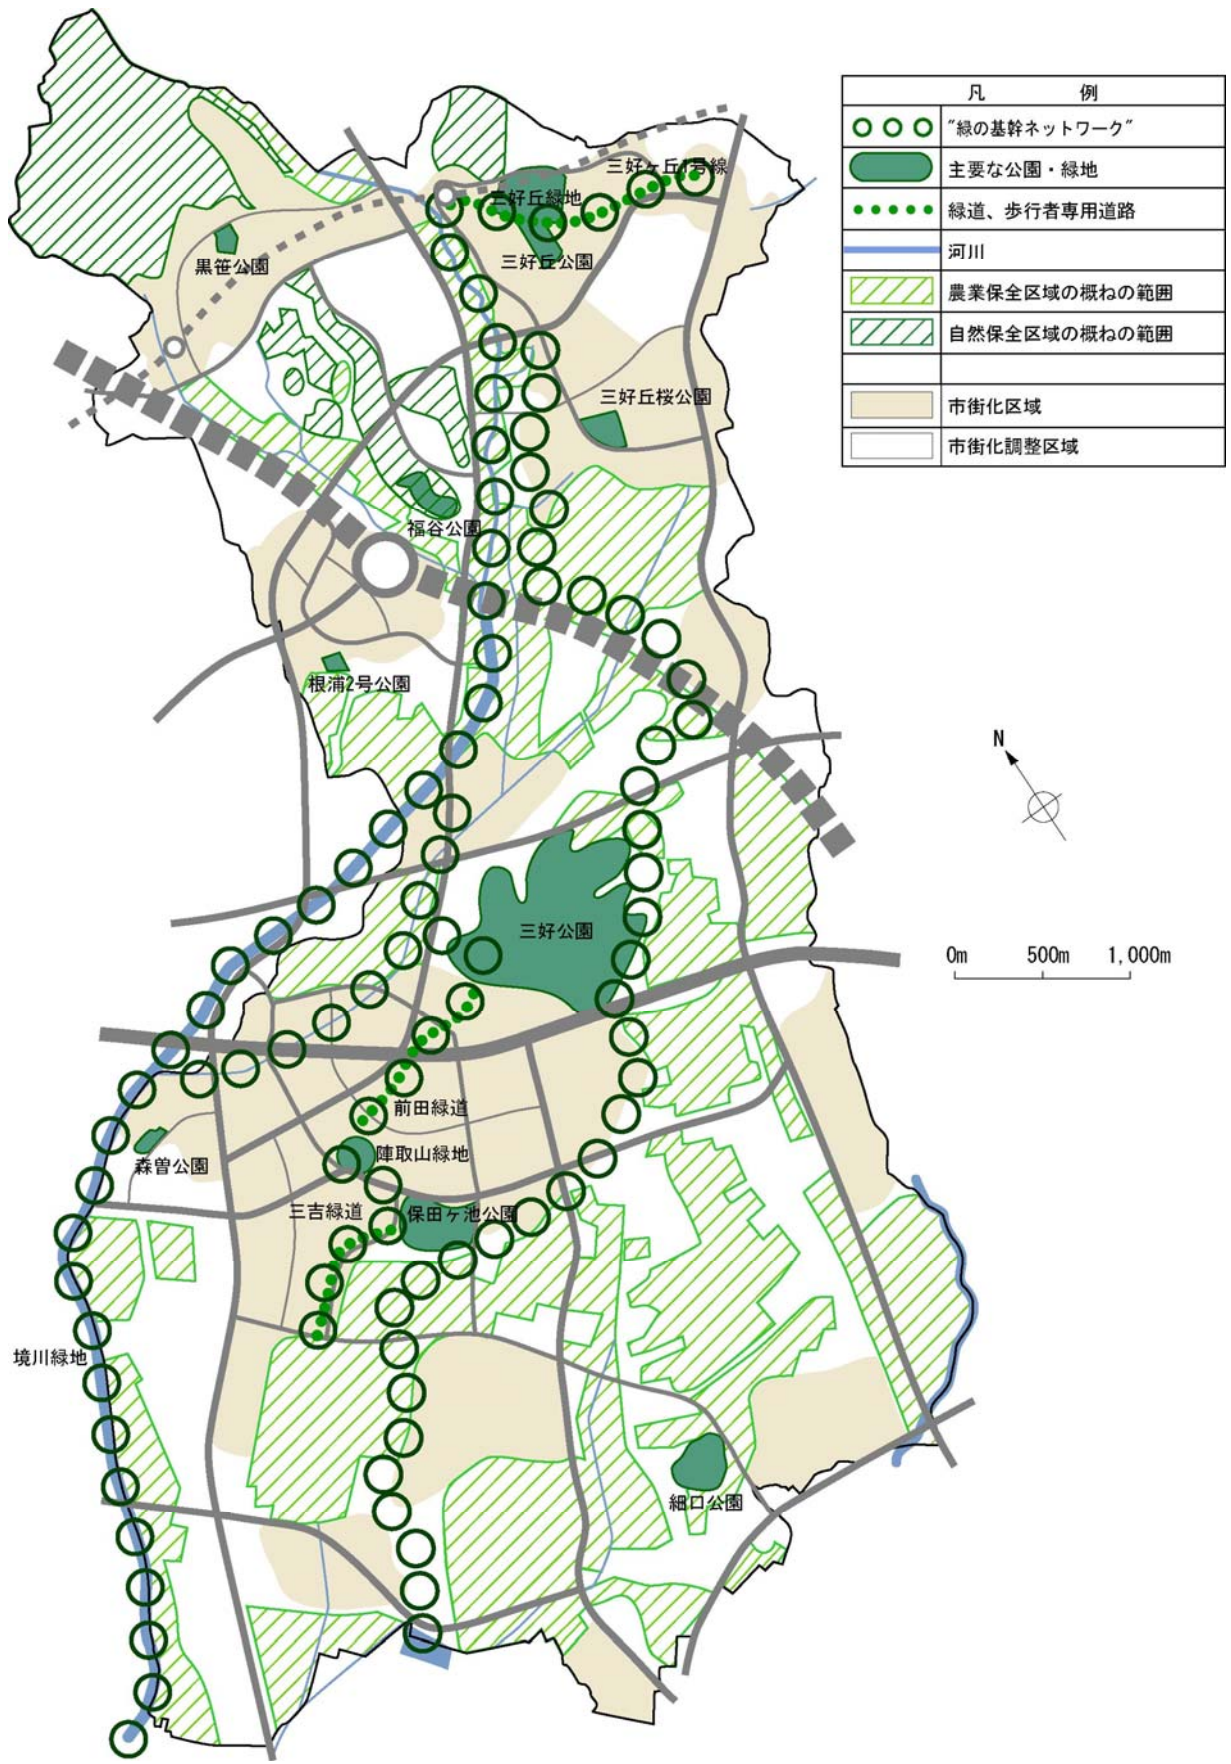 凡 例
"緑の基幹ネットワーク"
主要な公園・緑地
緑道、歩行者専用道路
河川
農業保全区域の概ねの範囲
自然保全区域の概ねの範囲
市街化区域
市街化調整区域
三好ヶ丘1号線
三好丘緑地
三好丘公園
黒笹公園
三好丘桜公園
福谷公園
根浦2号公園
N
三好公園
0m 500m 1,000m
前田緑道
陣取山緑地
森曽公園
三吉緑道
保田ヶ池公園
境川緑地
細口公園